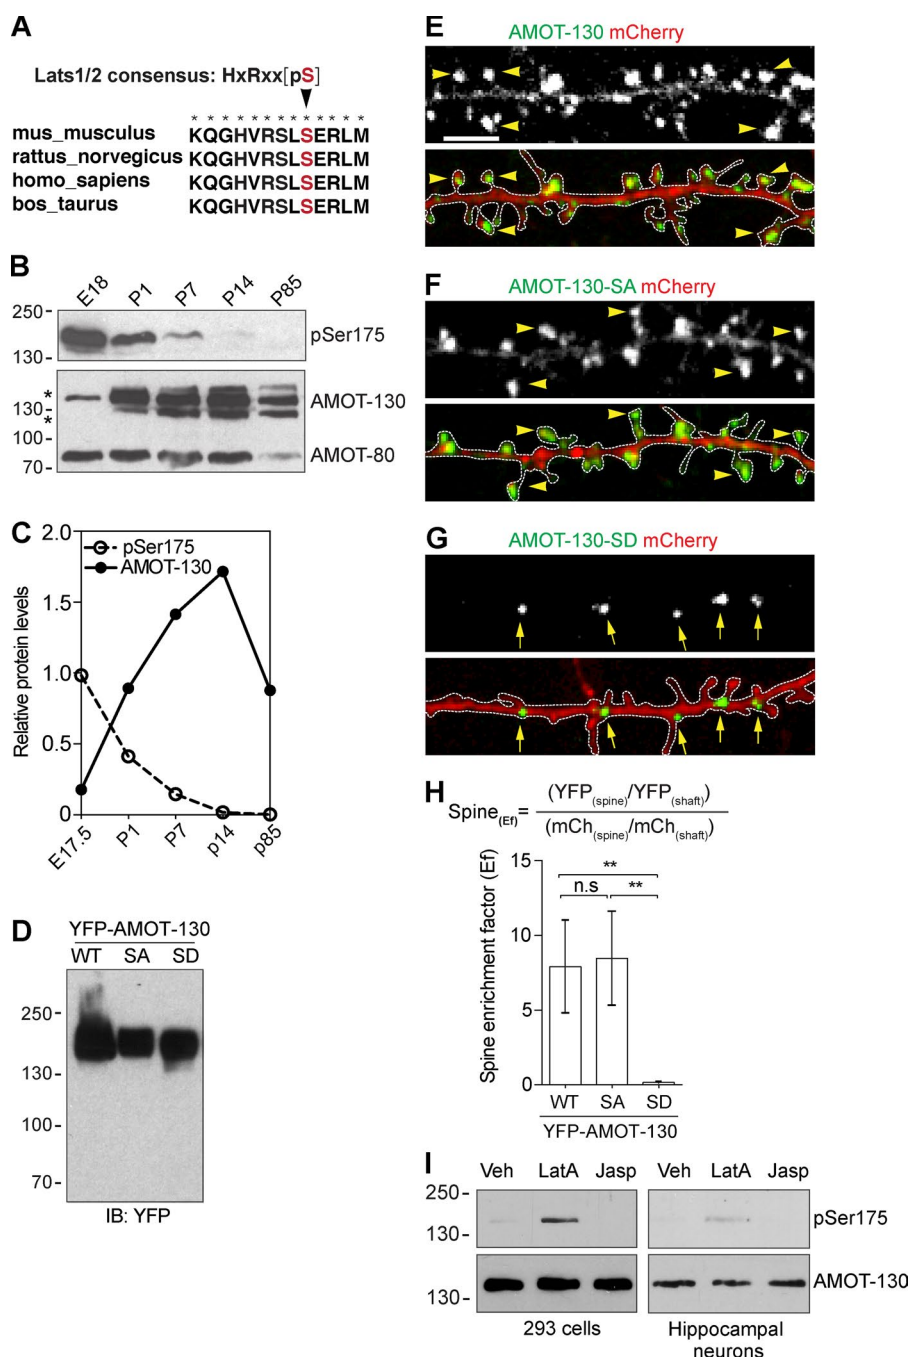 A
Lats1/2 consensus: HxRxx[pS]
* * * * * * * * * * * * * *
mus_musculus KQGHVRSLSERLM
rattus_norvegicus KQGHVRSLSERLM
homo_sapiens KQGHVRSLSERLM
bos_taurus KQGHVRSLSERLM
B
E18 P1 P7 P14 P85
250
130
pSer175
*
130
*
100
70
AMOT-130
AMOT-80
C
pSer175
AMOT-130
Relative protein levels
2.0
1.5
1.0
0.5
0
E17.5 P1 P7 p14 p85
D
YFP-AMOT-130
WT SA SD
250
130
100
70
IB: YFP
E
AMOT-130 mCherry
F
AMOT-130-SA mCherry
G
AMOT-130-SD mCherry
H
Spine(Ef)= (YFP(spine)/YFP(shaft))
(mCh(spine)/mCh(shaft))
Spine enrichment factor (Ef)
15
10
5
0
**
n.s **
WT SA SD
YFP-AMOT-130
I
Veh LatA Jasp Veh LatA Jasp
250
130
pSer175
130
AMOT-130
293 cells
Hippocampal
neurons